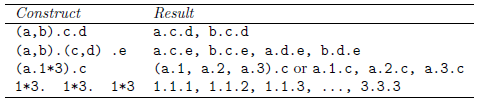 Construct Result
(a,b).c.d a.c.d, b.c.d
(a,b).(c,d) .e a.c.e, b.c.e, a.d.e, b.d.e
(a.1*3).c (a.1, a.2, a.3).c or a.1.c, a.2.c, a.3.c
1*3. 1*3. 1*3 1.1.1, 1.1.2, 1.1.3, ..., 3.3.3